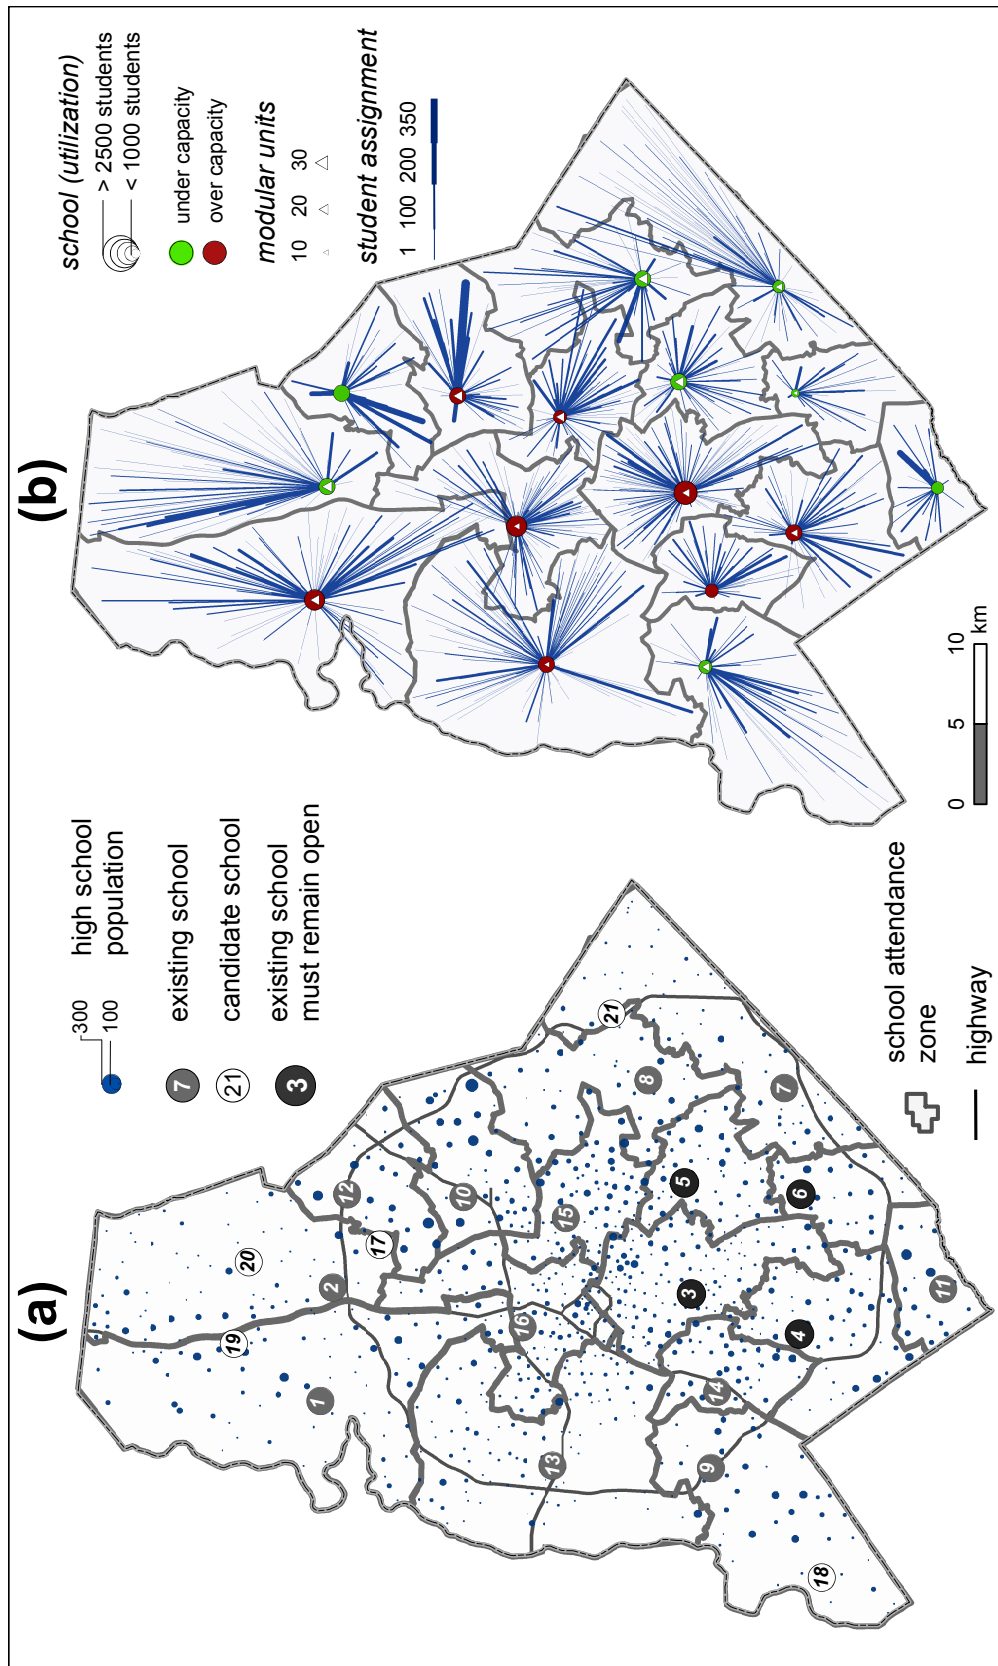 (a)
300
100
high school
population
7
existing school
21
candidate school
3
existing school
must remain open
school attendance
zone
highway
1
2
3
4
5
6
7
8
9
10
11
12
13
14
15
16
17
18
19
20
21
(b)
school (utilization)
> 2500 students
< 1000 students
under capacity
over capacity
modular units
10 20 30
student assignment
1 100 200 350
0 5 10
km